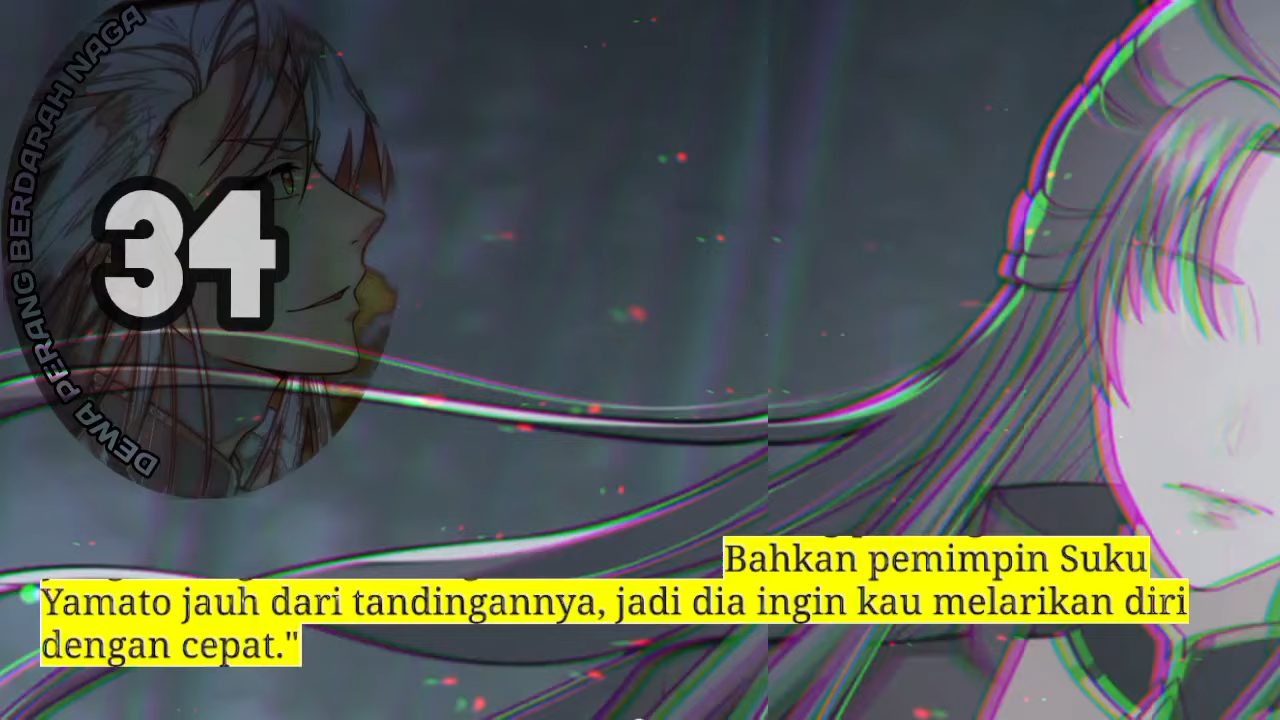 DEWA PERANG BERDARAH NAGA
34
Bahkan pemimpin Suku
Yamato jauh dari tandingannya, jadi dia ingin kau melarikan diri
dengan cepat."